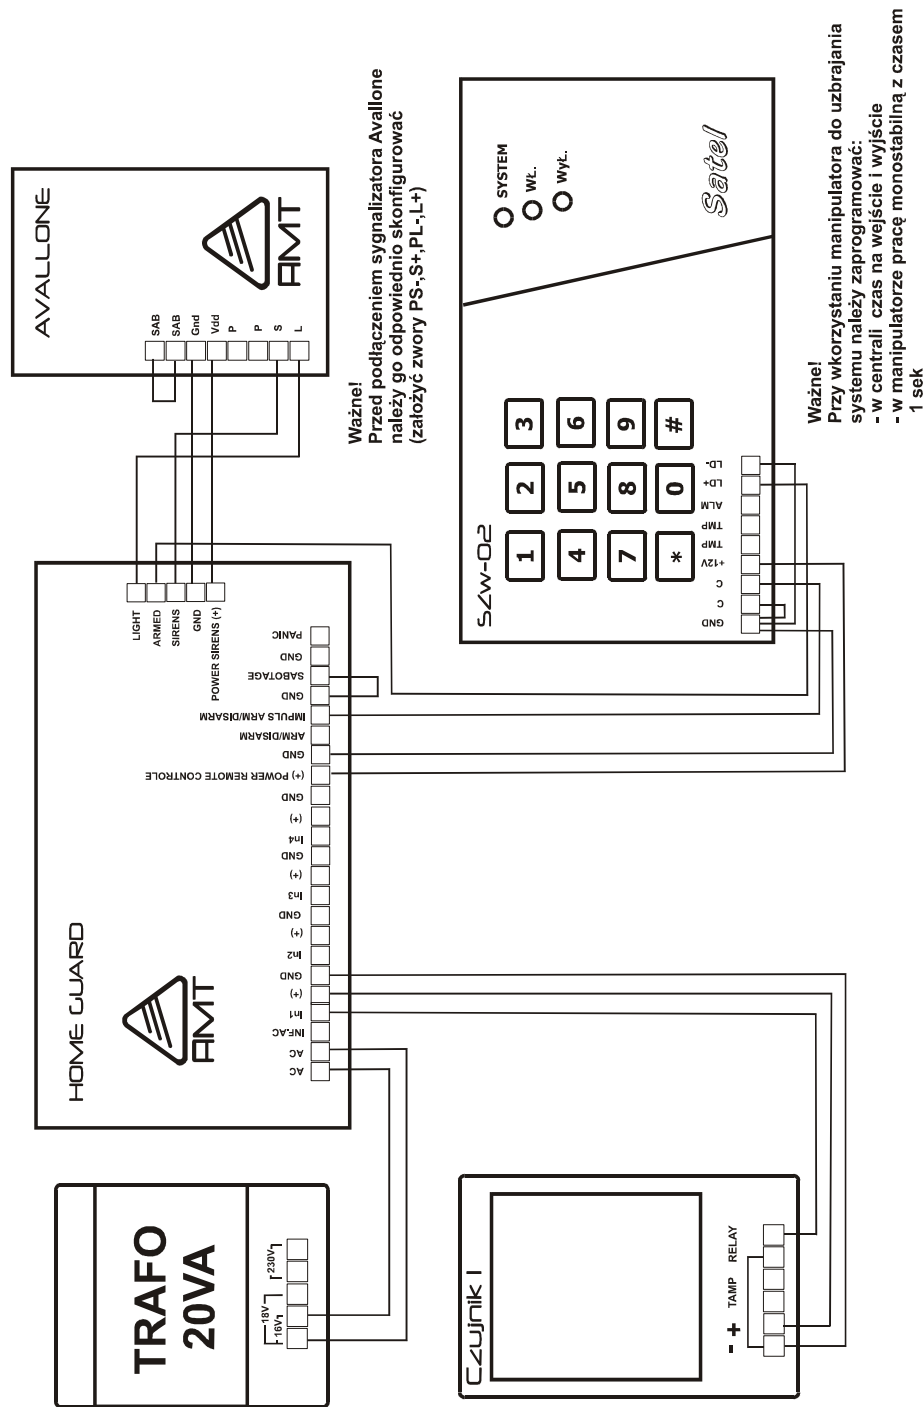 AVALLONE
AMT
SAB
SAB
Gnd
Vdd
P
P
S
L
Ważne!
Przed podłączeniem sygnalizatora Avallone
należy go odpowiednio skonfigurować
(założyć zwory PS-,S+,PL-,L+)
HOME GUARD
AMT
LIGHT
ARMED
SIRENS
GND
POWER SIRENS (+)
AC
AC
INF.AC
In1
(+)
GND
In2
(+)
GND
In3
(+)
GND
In4
(+)
GND
(+) POWER REMOTE CONTROLE
GND
ARM/DISARM
IMPULS ARM/DISARM
GND
SABOTAGE
GND
PANIC
TRAFO
20VA
18V
16V
230V
SZW-02
SYSTEM
WŁ.
WyŁ.
Satel
1
2
3
4
5
6
7
8
9
*
0
#
GND
C
C
+12V
TMP
TMP
ALM
LD+
LD-
Czujnik I
- + TAMP RELAY
Ważne!
Przy wkorzystaniu manipulatora do uzbrajania
systemu należy zaprogramować:
- w centrali czas na wejście i wyjście
- w manipulatorze pracę monostabilną z czasem
1 sek